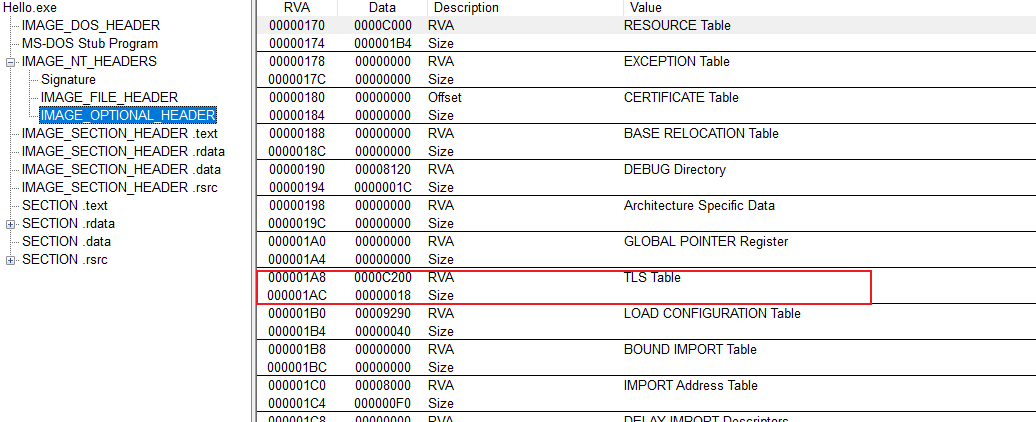 Hello.exe
IMAGE_DOS_HEADER
MS-DOS Stub Program
IMAGE_NT_HEADERS
Signature
IMAGE_FILE_HEADER
IMAGE_OPTIONAL_HEADER
IMAGE_SECTION_HEADER .text
IMAGE_SECTION_HEADER .rdata
IMAGE_SECTION_HEADER .data
IMAGE_SECTION_HEADER .rsrc
SECTION .text
SECTION .rdata
SECTION .data
SECTION .rsrc
RVA Data Description Value
00000170 0000C000 RVA RESOURCE Table
00000174 000001B4 Size
00000178 00000000 RVA EXCEPTION Table
0000017C 00000000 Size
00000180 00000000 Offset CERTIFICATE Table
00000184 00000000 Size
00000188 00000000 RVA BASE RELOCATION Table
0000018C 00000000 Size
00000190 00008120 RVA DEBUG Directory
00000194 0000001C Size
00000198 00000000 RVA Architecture Specific Data
0000019C 00000000 Size
000001A0 00000000 RVA GLOBAL POINTER Register
000001A4 00000000 Size
000001A8 0000C200 RVA TLS Table
000001AC 00000018 Size
000001B0 00009290 RVA LOAD CONFIGURATION Table
000001B4 00000040 Size
000001B8 00000000 RVA BOUND IMPORT Table
000001BC 00000000 Size
000001C0 00008000 RVA IMPORT Address Table
000001C4 000000F0 Size
000001C8 00000000 RVA DELAY IMPORT Descriptors